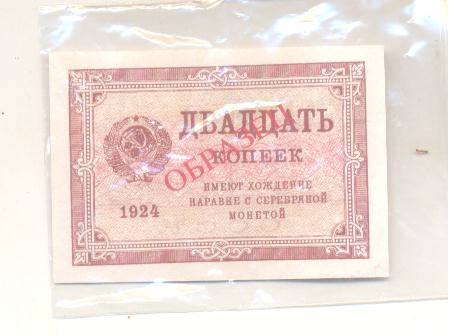 ДВАДЦАТЬ
КОПЕЕК
ОБРАЗЕЦ
ИМЕЮТ ХОЖДЕНИЕ
НАРАВНЕ С СЕРЕБРЯНОЙ
МОНЕТОЙ
1924